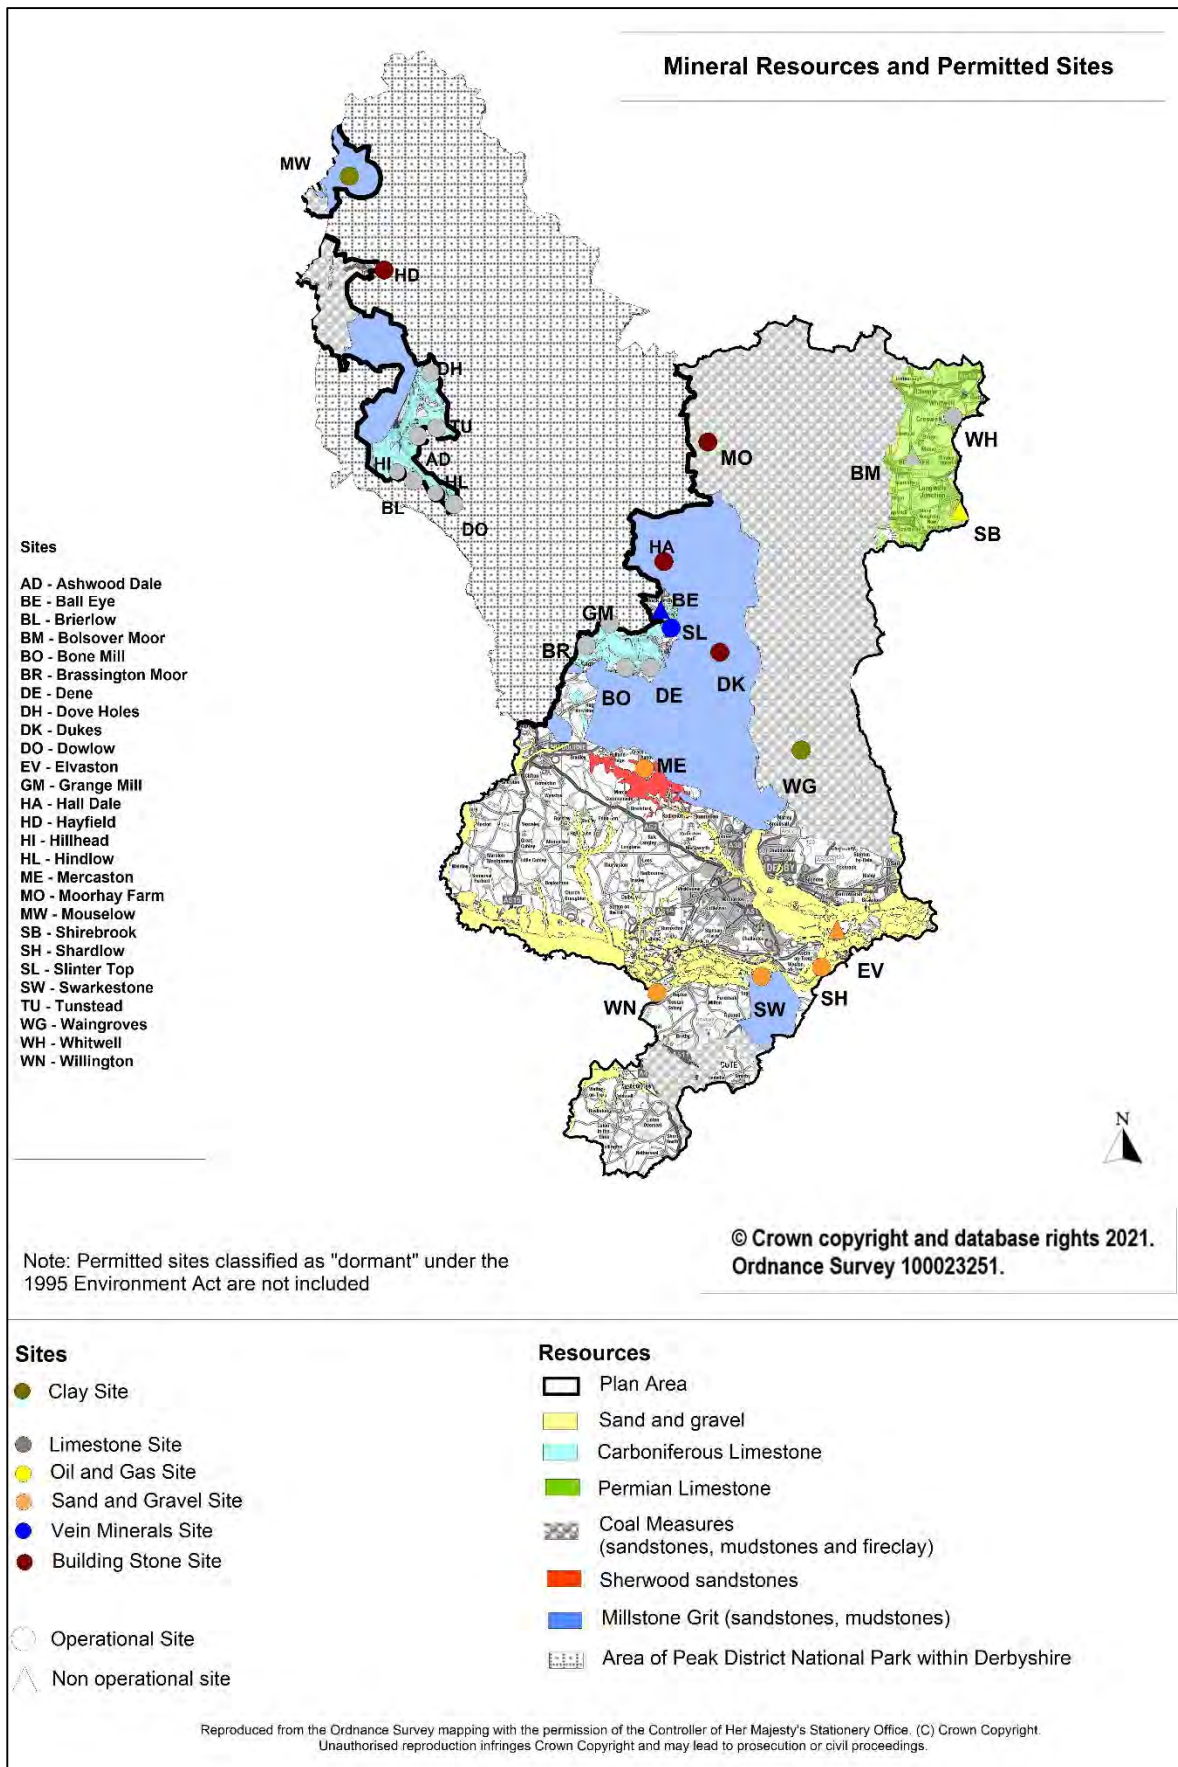 Mineral Resources and Permitted Sites
MW
HD
DH
TU
AD
HI
HL
BL
DO
MO
WH
BM
SB
HA
BE
GM
SL
BR
BO
DE
DK
ME
WG
DERBY
EV
SH
SW
WN
Sites
AD - Ashwood Dale
BE - Ball Eye
BL - Brierlow
BM - Bolsover Moor
BO - Bone Mill
BR - Brassington Moor
DE - Dene
DH - Dove Holes
DK - Dukes
DO - Dowlow
EV - Elvaston
GM - Grange Mill
HA - Hall Dale
HD - Hayfield
HI - Hillhead
HL - Hindlow
ME - Mercaston
MO - Moorhay Farm
MW - Mouselow
SB - Shirebrook
SH - Shardlow
SL - Slinter Top
SW - Swarkestone
TU - Tunstead
WG - Waingroves
WH - Whitwell
WN - Willington
N
Note: Permitted sites classified as "dormant" under the
1995 Environment Act are not included
© Crown copyright and database rights 2021.
Ordnance Survey 100023251.
Sites
Clay Site
Limestone Site
Oil and Gas Site
Sand and Gravel Site
Vein Minerals Site
Building Stone Site
Operational Site
Non operational site
Resources
Plan Area
Sand and gravel
Carboniferous Limestone
Permian Limestone
Coal Measures
(sandstones, mudstones and fireclay)
Sherwood sandstones
Millstone Grit (sandstones, mudstones)
Area of Peak District National Park within Derbyshire
Reproduced from the Ordnance Survey mapping with the permission of the Controller of Her Majesty's Stationery Office. (C) Crown Copyright.
Unauthorised reproduction infringes Crown Copyright and may lead to prosecution or civil proceedings.